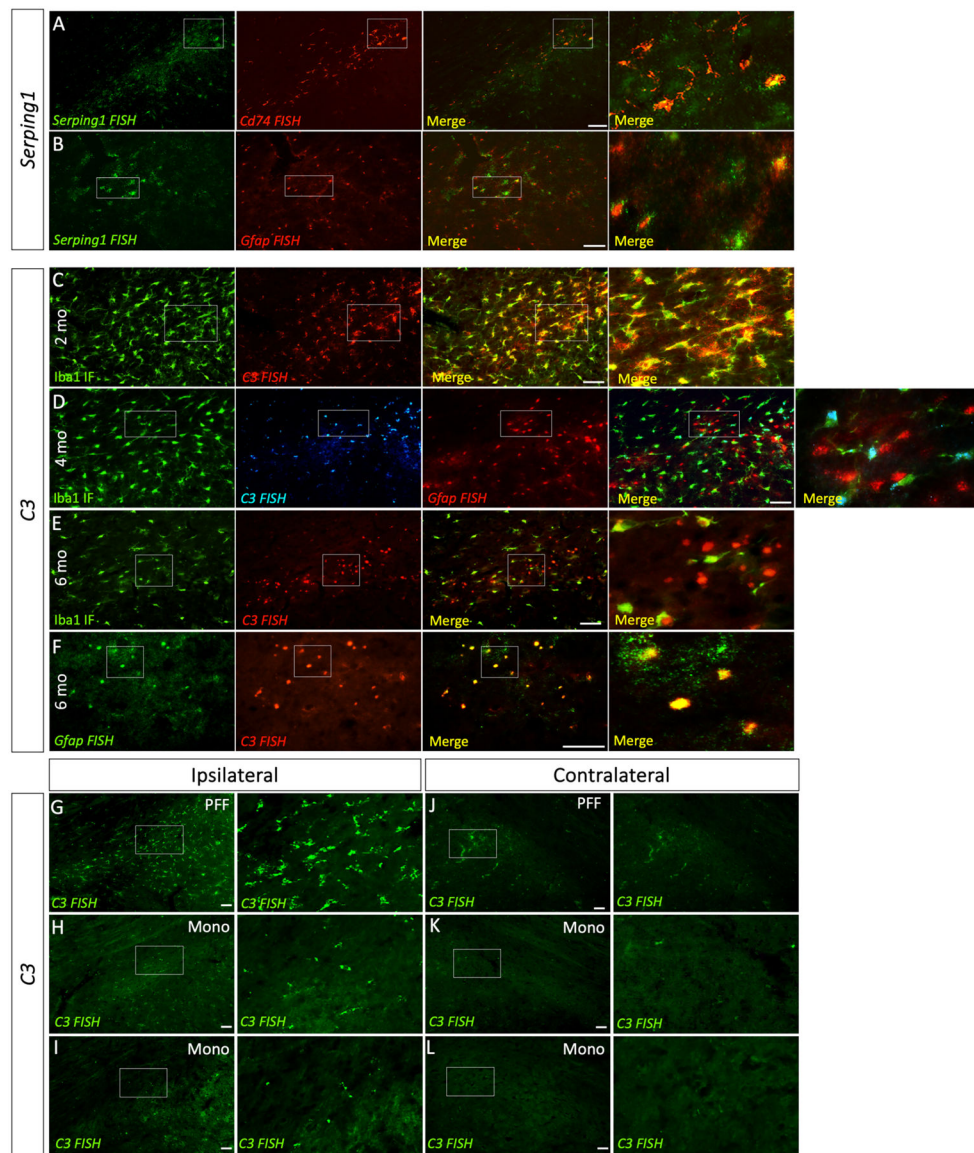 Serping1
A
Serping1 FISH
Cd74 FISH
Merge
Merge
B
Serping1 FISH
Gfap FISH
Merge
Merge
C3
C
2 mo
Iba1 IF
C3 FISH
Merge
Merge
D
4 mo
Iba1 IF
C3 FISH
Gfap FISH
Merge
Merge
E
6 mo
Iba1 IF
C3 FISH
Merge
Merge
F
6 mo
Gfap FISH
C3 FISH
Merge
Merge
Ipsilateral
Contralateral
C3
G
PFF
C3 FISH
C3 FISH
J
PFF
C3 FISH
C3 FISH
H
Mono
C3 FISH
C3 FISH
K
Mono
C3 FISH
C3 FISH
I
Mono
C3 FISH
C3 FISH
L
Mono
C3 FISH
C3 FISH